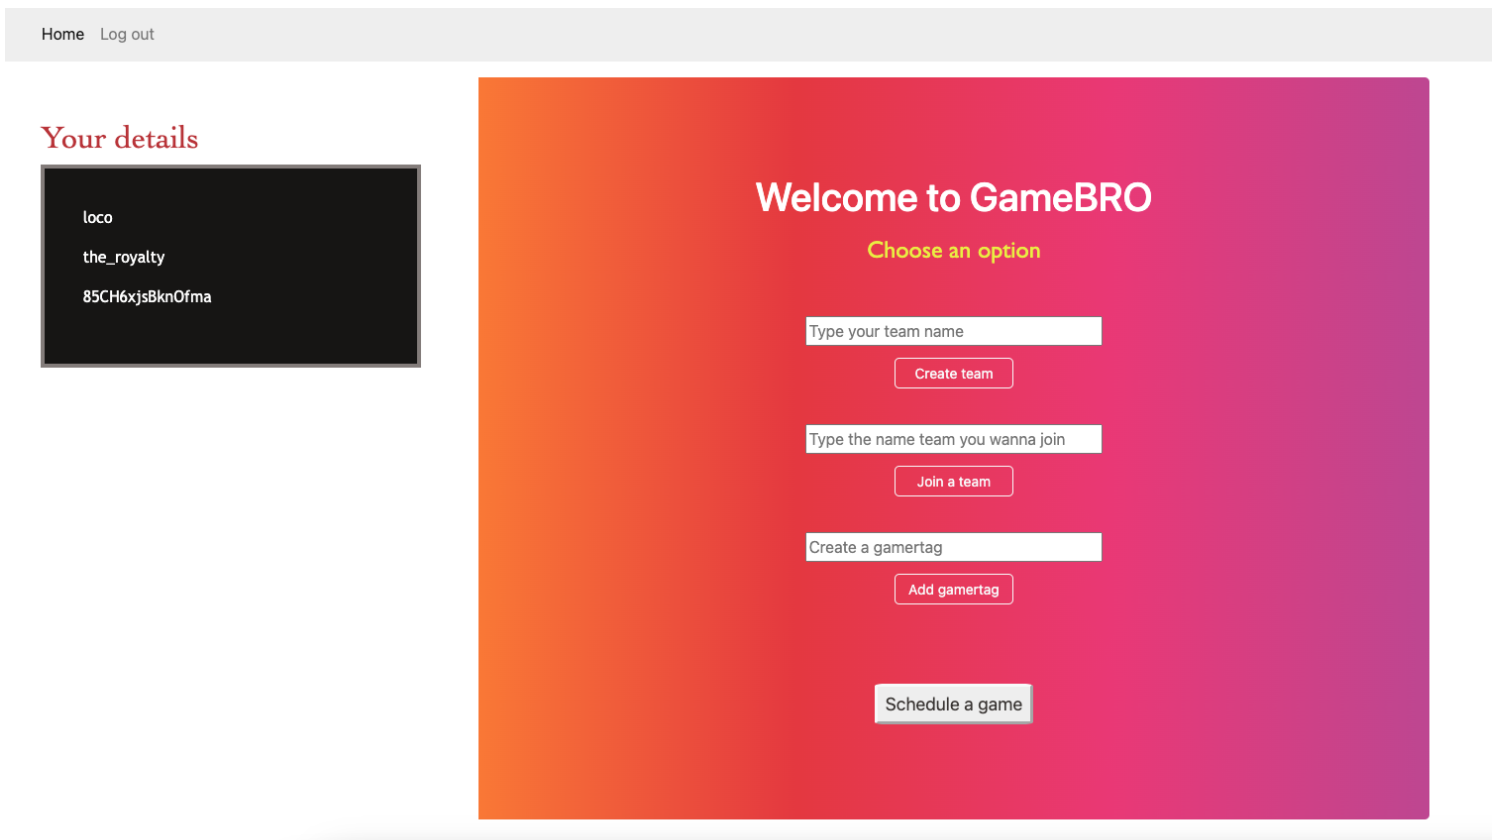 Home Log out
Your details
loco
the_royalty
85CH6xjsBknOfma
Welcome to GameBRO
Choose an option
Type your team name
Create team
Type the name team you wanna join
Join a team
Create a gamertag
Add gamertag
Schedule a game